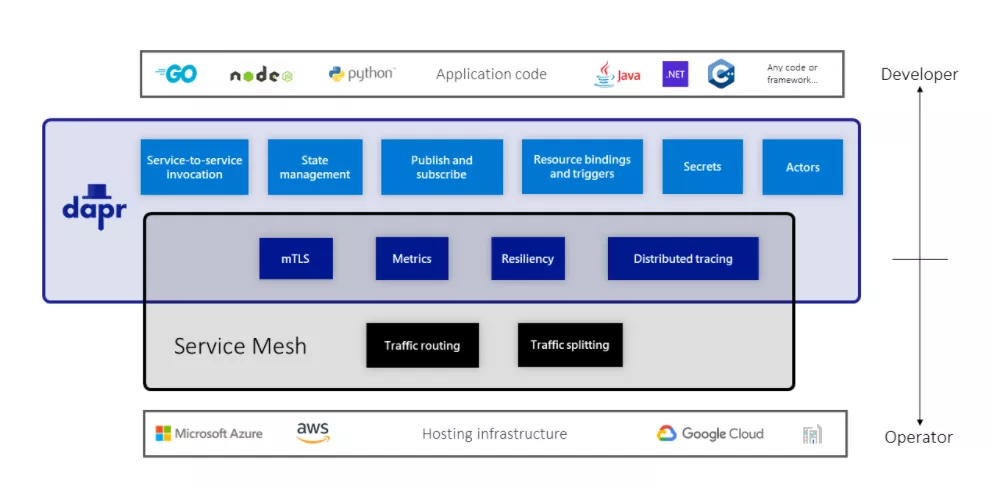 GO
node
JS
python™
Application code
Java
.NET
C++
Any code or
framework...
Developer
Service-to-service
invocation
State
management
Publish and
subscribe
Resource bindings
and triggers
Secrets
Actors
dapr
mTLS
Metrics
Resiliency
Distributed tracing
Service Mesh
Traffic routing
Traffic splitting
Microsoft Azure
aws
Hosting infrastructure
Google Cloud
Operator